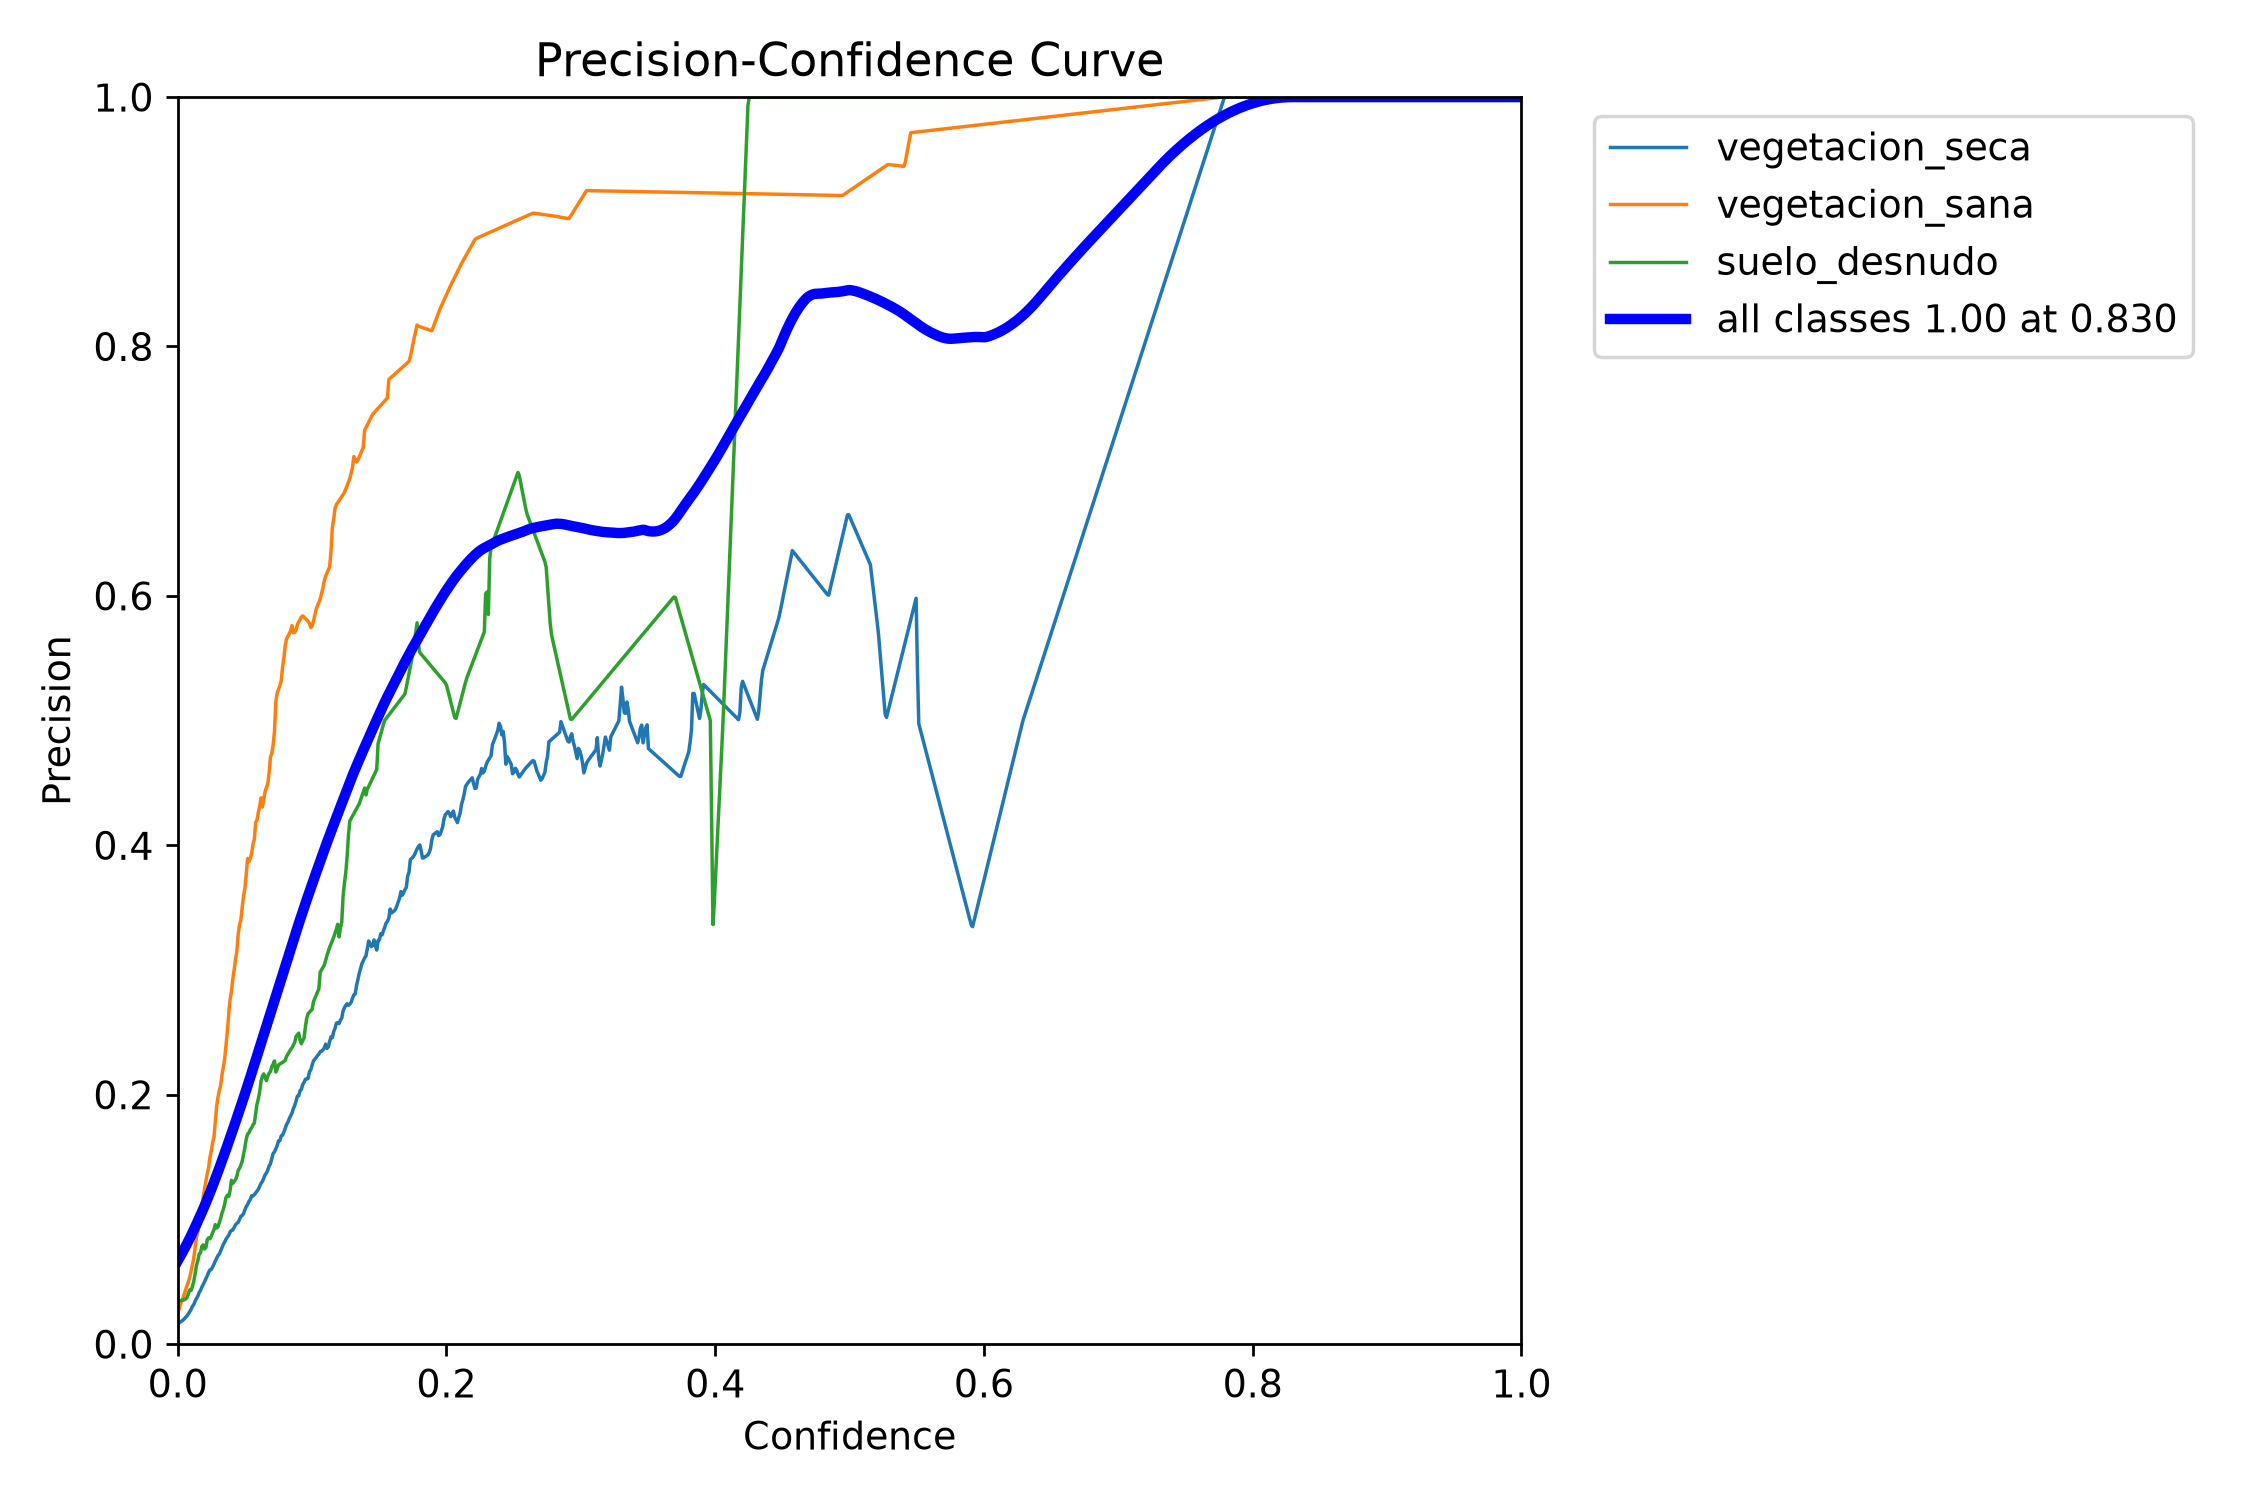 Precision-Confidence Curve
1.0
0.8
0.6
0.4
0.2
0.0
Precision
0.0 0.2 0.4 0.6 0.8 1.0
Confidence
vegetacion_seca
vegetacion_sana
suelo_desnudo
all classes 1.00 at 0.830